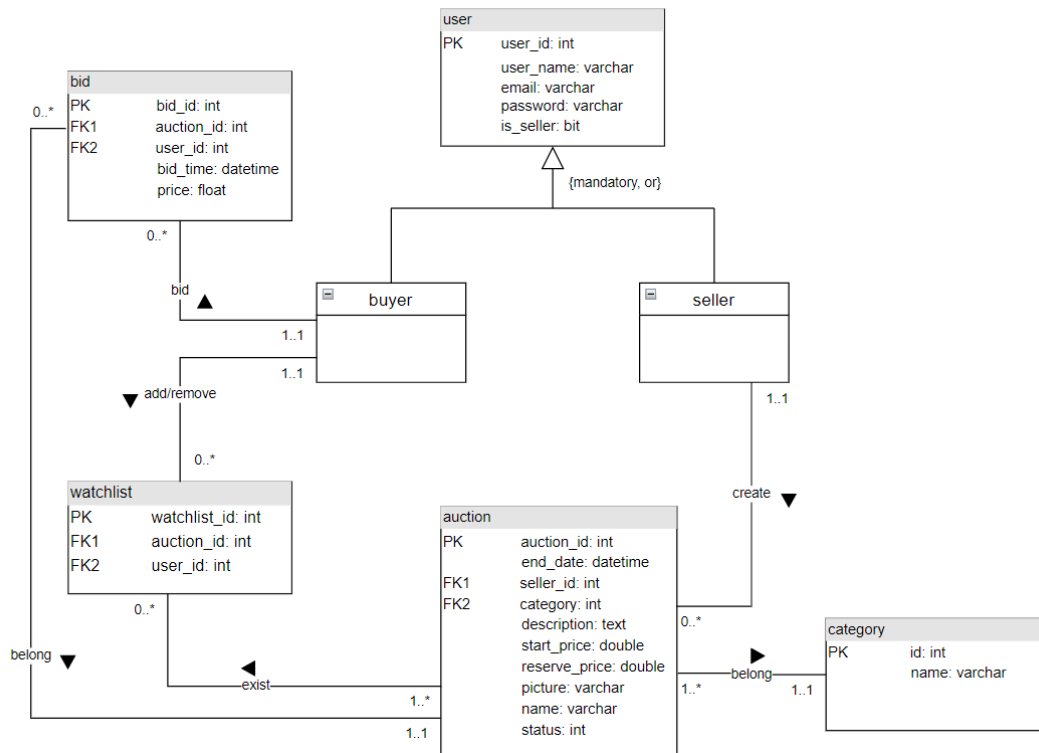 user
PK user_id: int
user_name: varchar
email: varchar
password: varchar
is_seller: bit
{mandatory, or}
bid
PK bid_id: int
FK1 auction_id: int
FK2 user_id: int
bid_time: datetime
price: float
0..*
0..*
bid
1..1
buyer
seller
1..1
add/remove
0..*
1..1
create
watchlist
PK watchlist_id: int
FK1 auction_id: int
FK2 user_id: int
0..*
belong
exist
1..*
1..1
auction
PK auction_id: int
end_date: datetime
FK1 seller_id: int
FK2 category: int
description: text
start_price: double
reserve_price: double
picture: varchar
name: varchar
status: int
0..*
1..*
belong
1..1
category
PK id: int
name: varchar